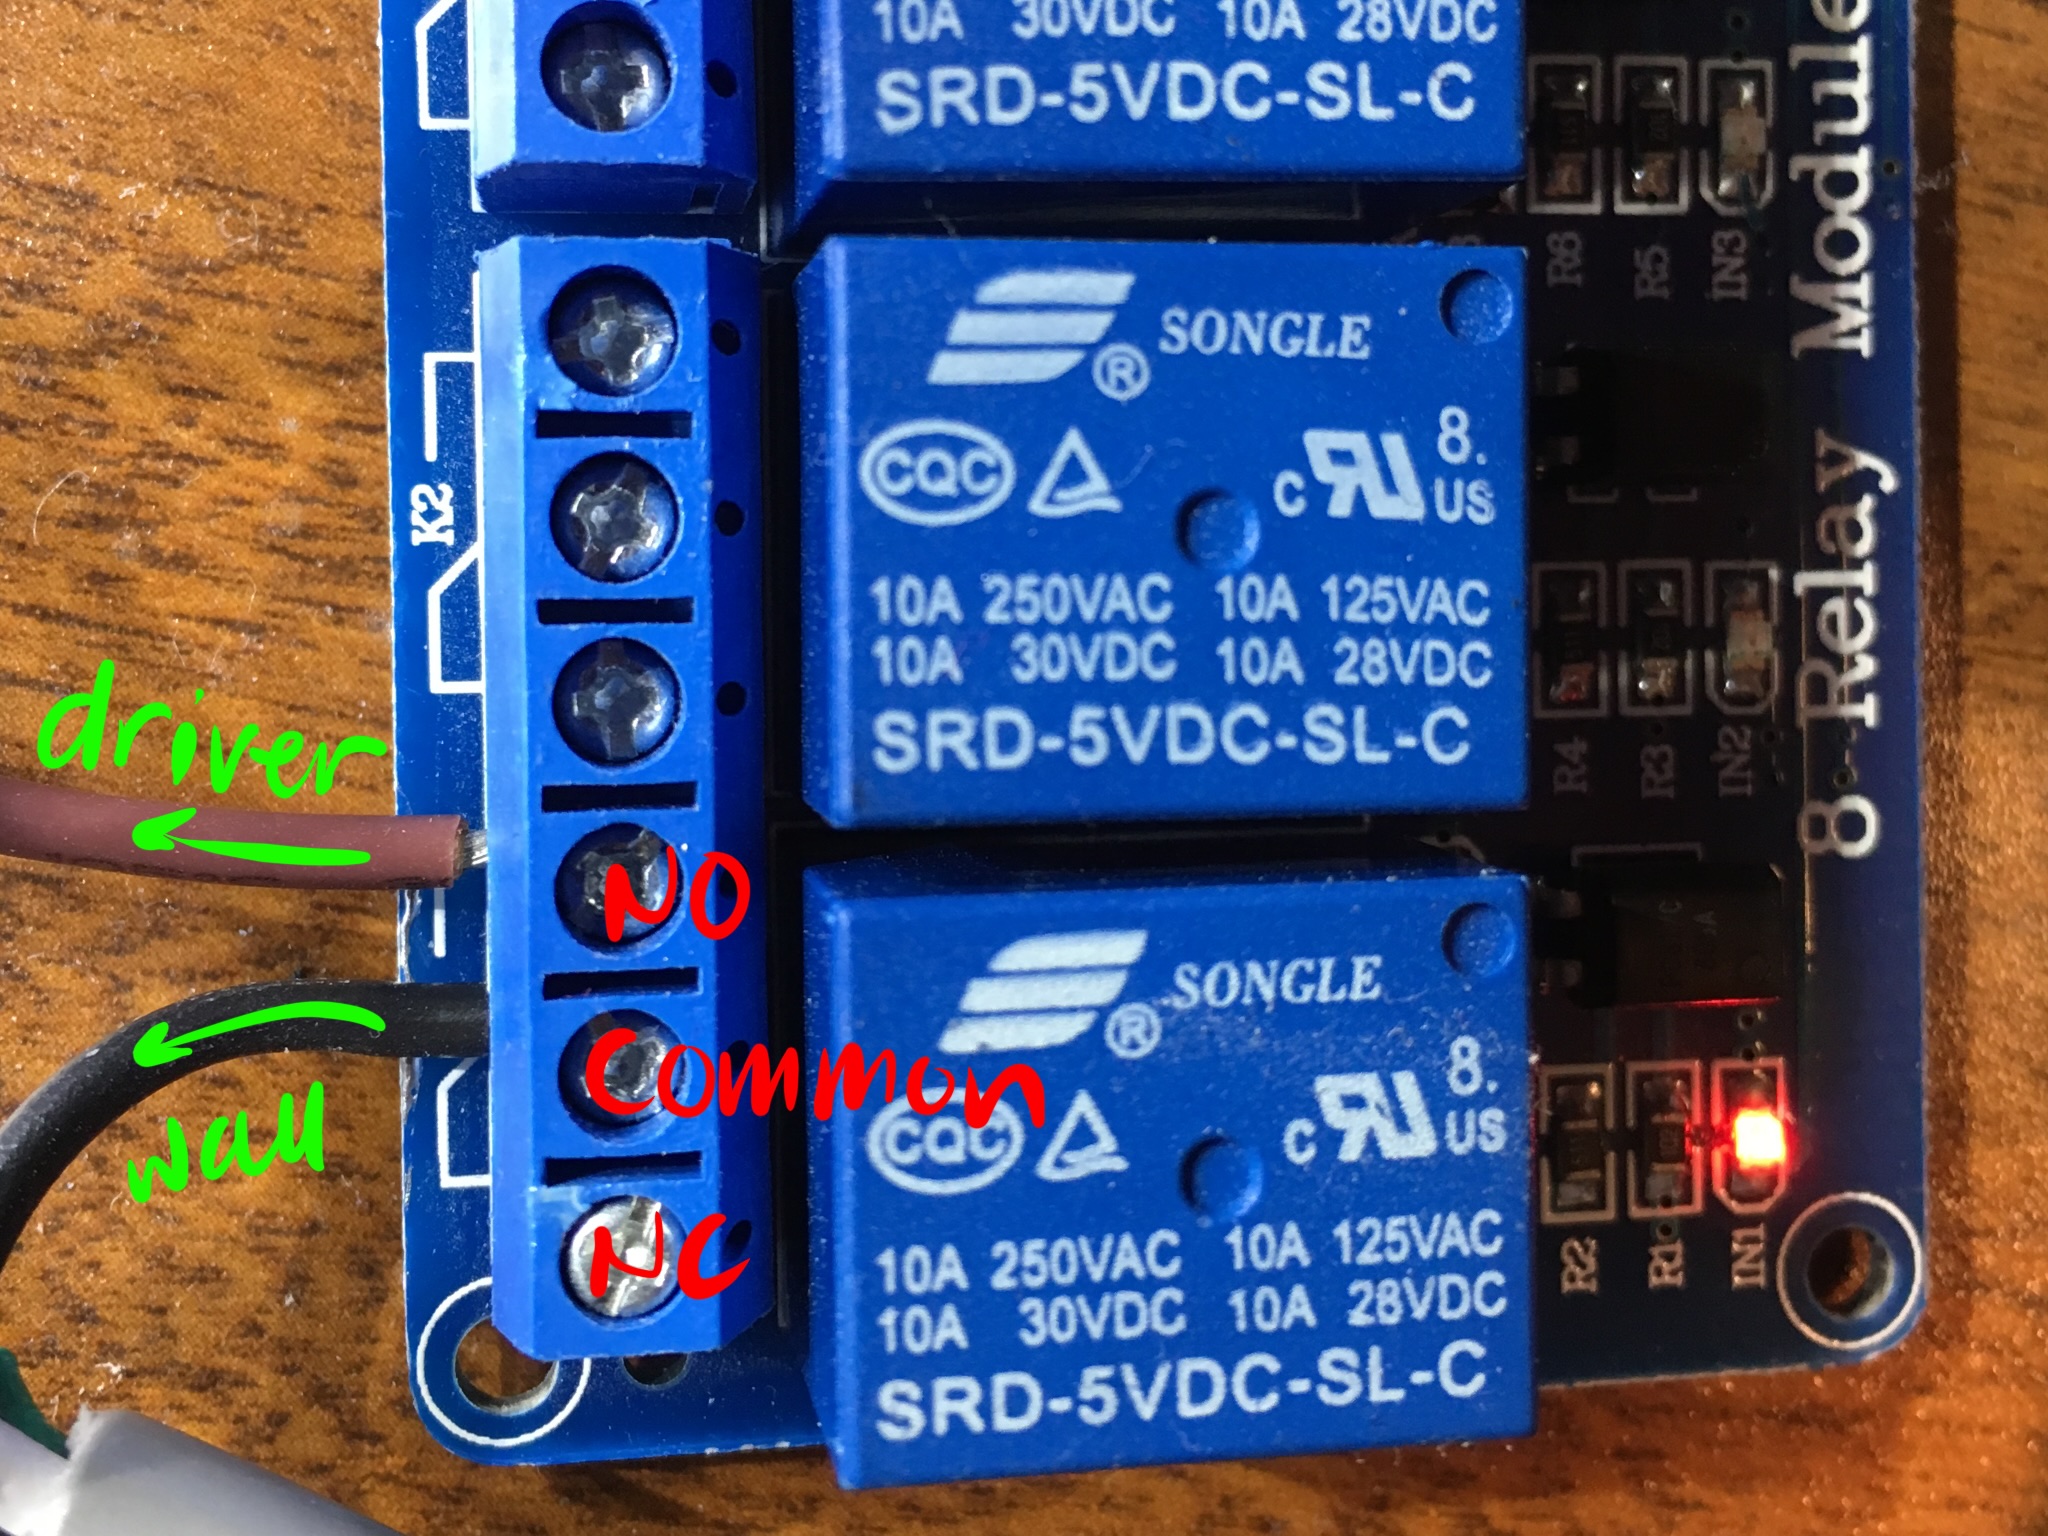 10A 30VDC 10A 28VDC
SRD-5VDC-SL-C
R6 R5 IN3
SONGLE
®
CQC
c RU US
8.
10A 250VAC 10A 125VAC
10A 30VDC 10A 28VDC
SRD-5VDC-SL-C
K2
R4 R3 IN2
8 Relay Module
driver
NO
SONGLE
®
wall
Common
CQC
c RU US
8.
NC
10A 250VAC 10A 125VAC
10A 30VDC 10A 28VDC
SRD-5VDC-SL-C
R2 R1 IN1